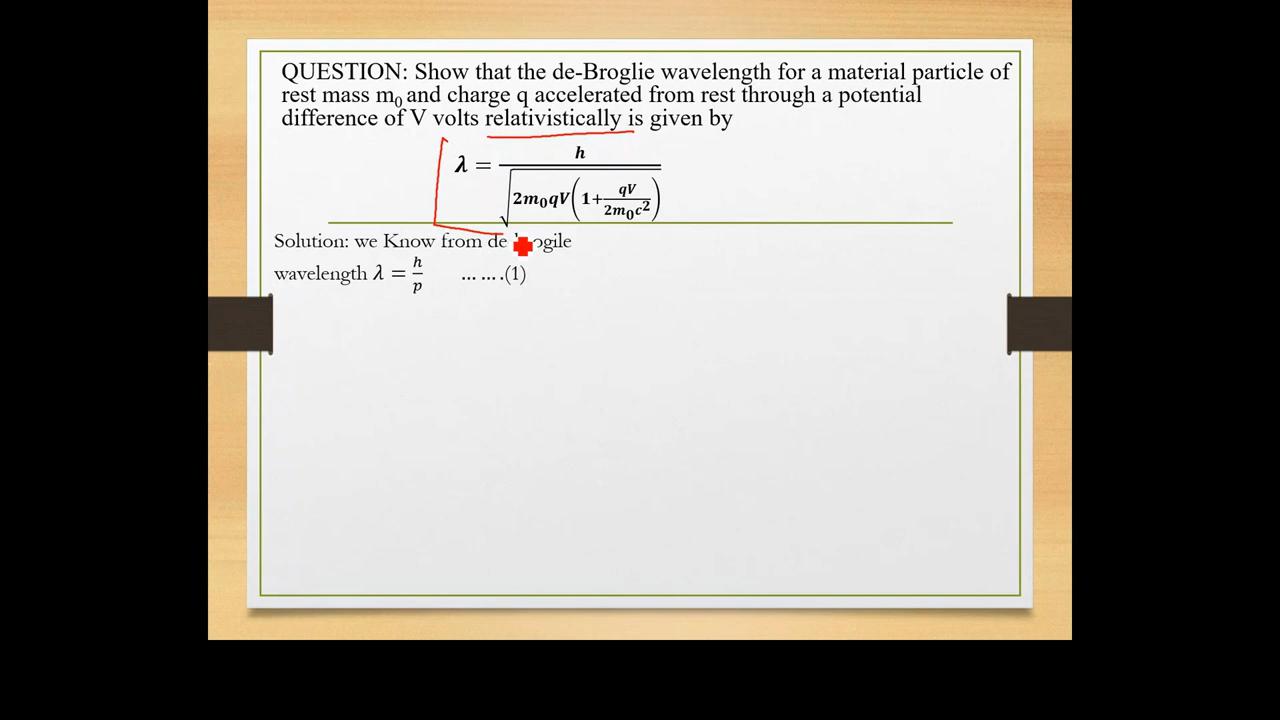 QUESTION: Show that the de-Broglie wavelength for a material particle of
rest mass m₀ and charge q accelerated from rest through a potential
difference of V volts relativistically is given by
λ = h / √(2m₀qV(1+qV/(2m₀c²)))
Solution: we Know from de
wavelength λ = h/p ... ... .(1)